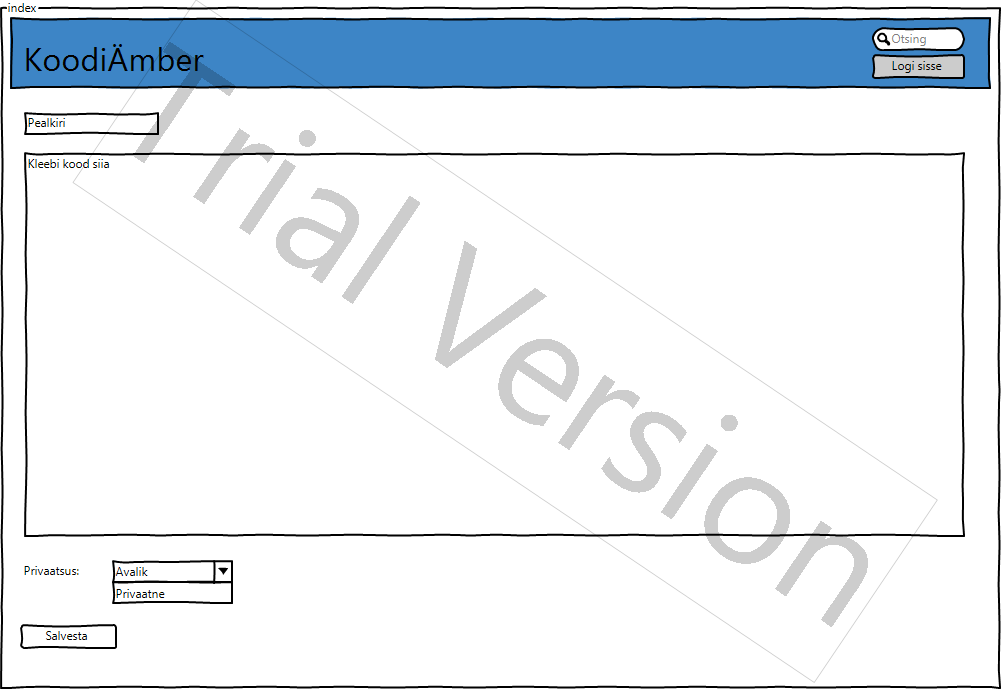 index
KoodiÄmber
Otsing
Logi sisse
Pealkiri
Kleebi kood siia
Trial Version
Privaatsus:
Avalik
Privaatne
Salvesta